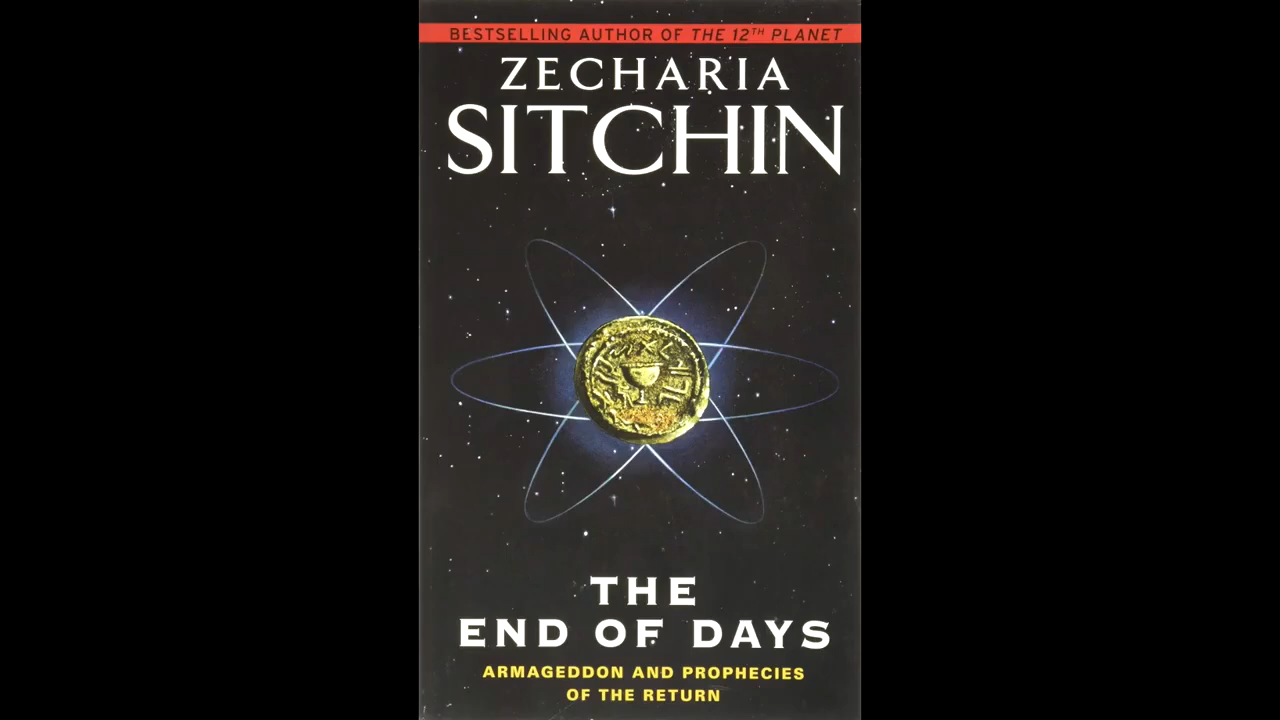 BESTSELLING AUTHOR OF THE 12TH PLANET
ZECHARIA
SITCHIN
THE
END OF DAYS
ARMAGEDDON AND PROPHECIES
OF THE RETURN